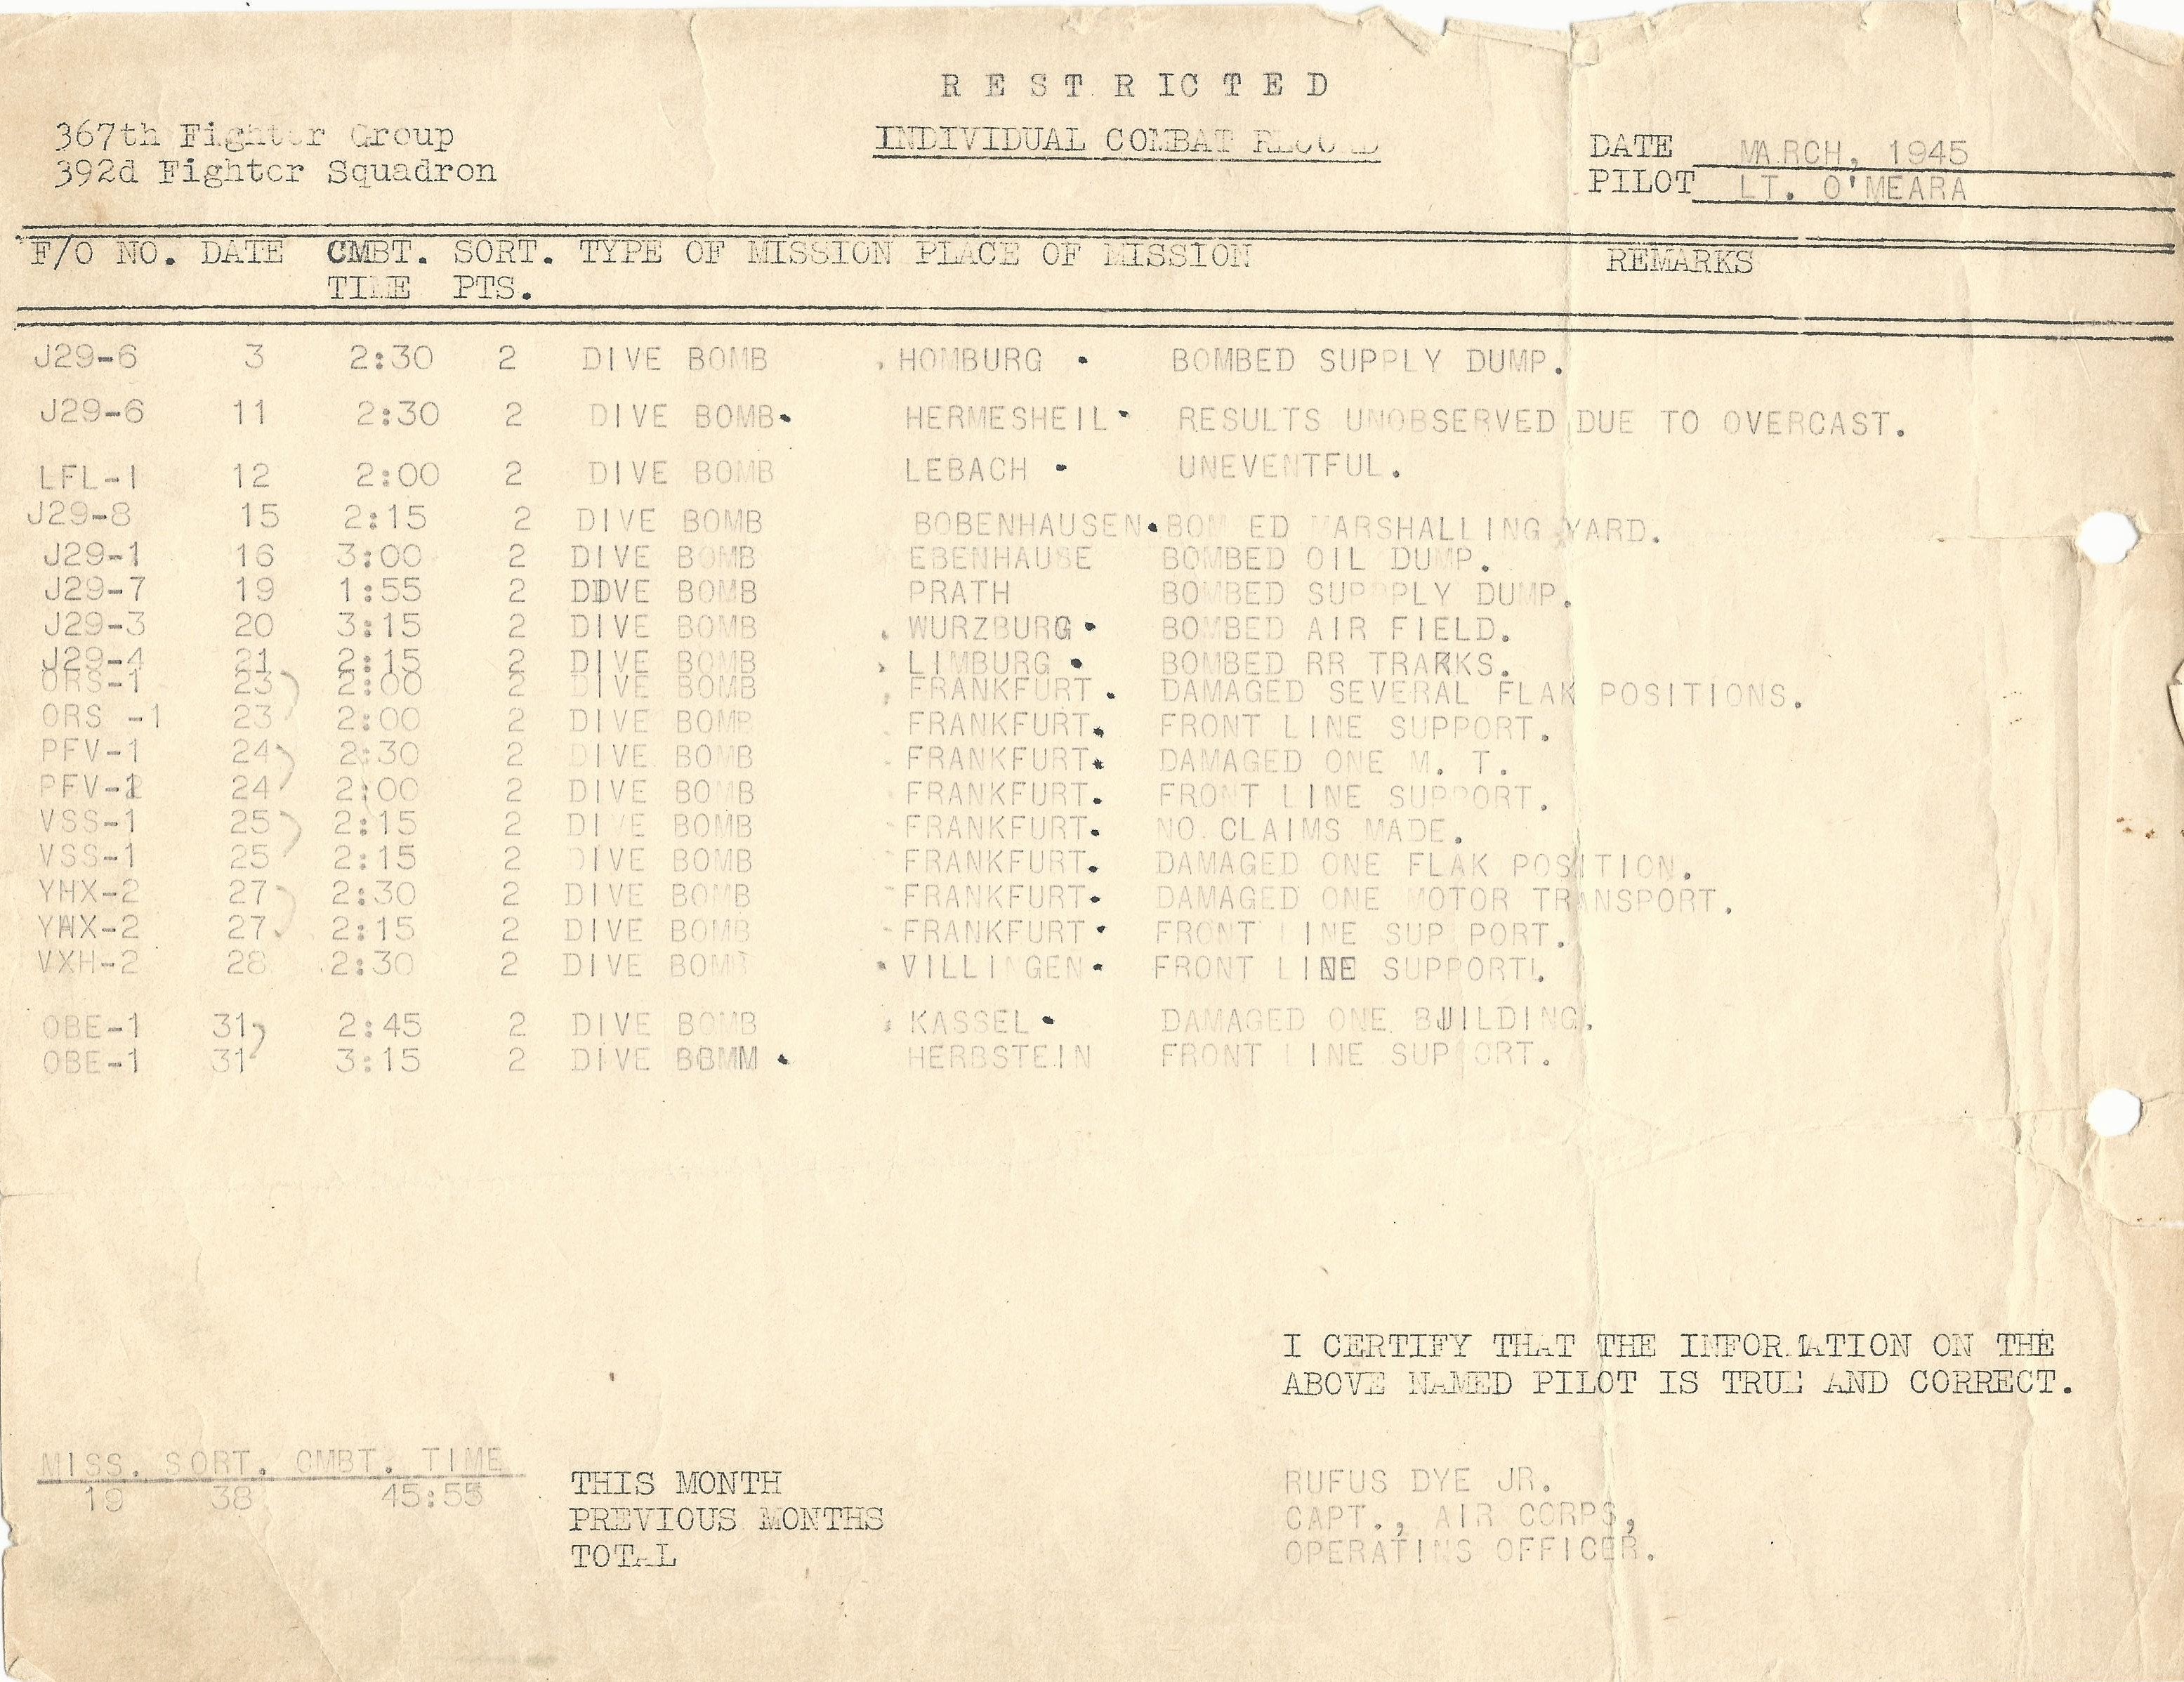 R E S T R I C T E D
367th Fighter Group INDIVIDUAL COMBAT RECORD DATE MARCH, 1945
392d Fighter Squadron PILOT LT. O'MEARA
F/O NO. DATE CMBT. SORT. TYPE OF MISSION PLACE OF MISSION REMARKS
TIME PTS.
J29-6 3 2:30 2 DIVE BOMB HOMBURG BOMBED SUPPLY DUMP.
J29-6 11 2:30 2 DIVE BOMB. HERMESHEIL RESULTS UNOBSERVED DUE TO OVERCAST.
LFL-1 12 2:00 2 DIVE BOMB LEBACH UNEVENTFUL.
J29-8 15 2:15 2 DIVE BOMB BOBENHAUSEN BOM ED MARSHALLING YARD.
J29-1 16 3:00 2 DIVE BOMB EBENHAUSE BOMBED OIL DUMP.
J29-7 19 1:55 2 DDVE BOMB PRATH BOMBED SUPPPLY DUMP.
J29-3 20 3:15 2 DIVE BOMB WURZBURG BOMBED AIR FIELD.
J29-4 21 2:15 2 DIVE BOMB LIMBURG BOMBED RR TRAKKS.
ORS-1 23 2:00 2 DIVE BOMB FRANKFURT. DAMAGED SEVERAL FLAK POSITIONS.
ORS -1 23 2:00 2 DIVE BOMB FRANKFURT. FRONT LINE SUPPORT.
PFV-1 24 2:30 2 DIVE BOMB FRANKFURT. DAMAGED ONE M. T.
PFV-2 24 2:00 2 DIVE BOMB FRANKFURT. FRONT LINE SUPPORT.
VSS-1 25 2:15 2 DIVE BOMB FRANKFURT. NO CLAIMS MADE.
VSS-1 25 2:15 2 DIVE BOMB FRANKFURT. DAMAGED ONE FLAK POSITION.
YHX-2 27 2:30 2 DIVE BOMB FRANKFURT. DAMAGED ONE MOTOR TRANSPORT.
YHX-2 27 2:15 2 DIVE BOMB FRANKFURT FRONT LINE SUP PORT.
VXH-2 28 2:30 2 DIVE BOMB VILLINGEN FRONT LINE SUPPORT.
OBE-1 31 2:45 2 DIVE BOMB KASSEL DAMAGED ONE BUILDING.
OBE-1 31 3:15 2 DIVE BBMM HERBSTEIN FRONT LINE SUPPORT.
I CERTIFY THAT THE INFORMATION ON THE
ABOVE NAMED PILOT IS TRUE AND CORRECT.
MISS. SORT. CMBT. TIME
19 38 45:55 THIS MONTH
PREVIOUS MONTHS
TOTAL
RUFUS DYE JR.
CAPT., AIR CORPS,
OPERATINS OFFICER.